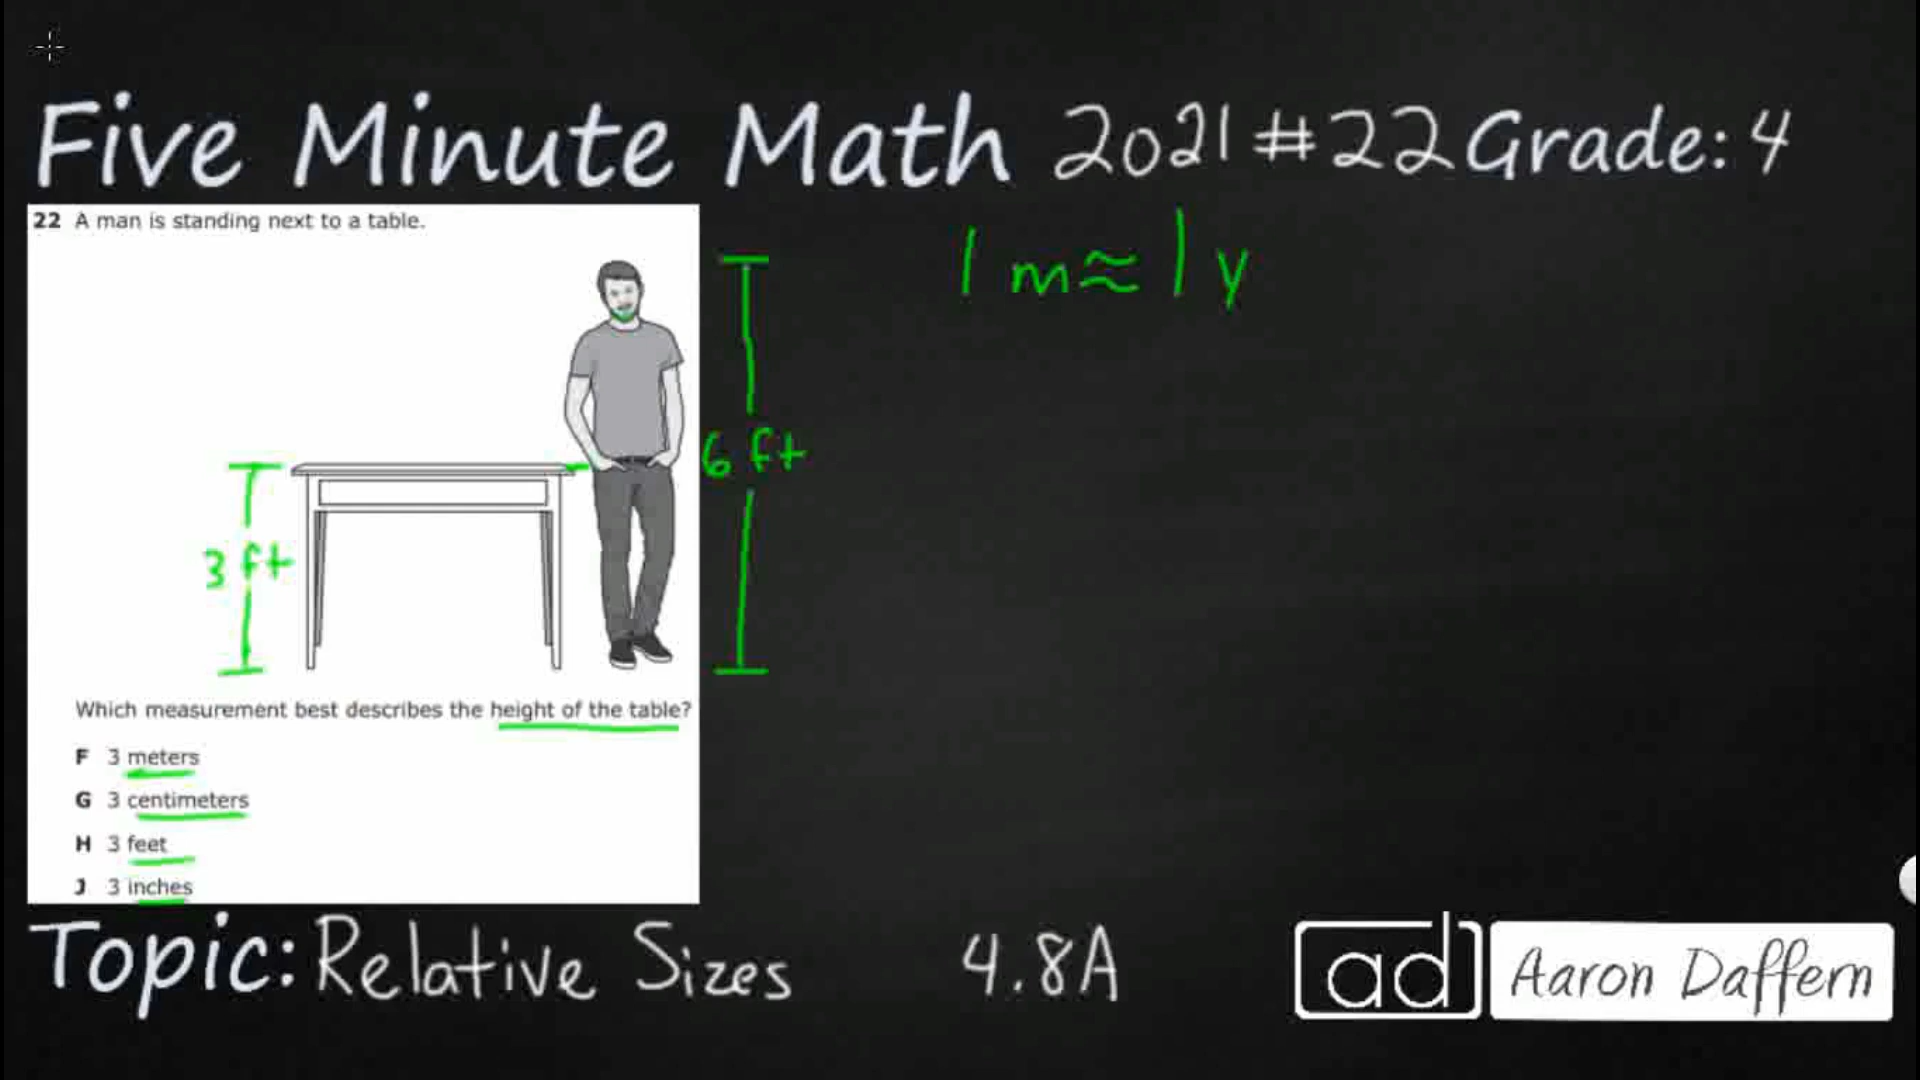 Five Minute Math 2021 #22 Grade: 4
22 A man is standing next to a table.
1 m ≈ 1 y
6 ft
3 ft
Which measurement best describes the height of the table?
F 3 meters
G 3 centimeters
H 3 feet
J 3 inches
Topic: Relative Sizes 4.8A
ad Aaron Daffern